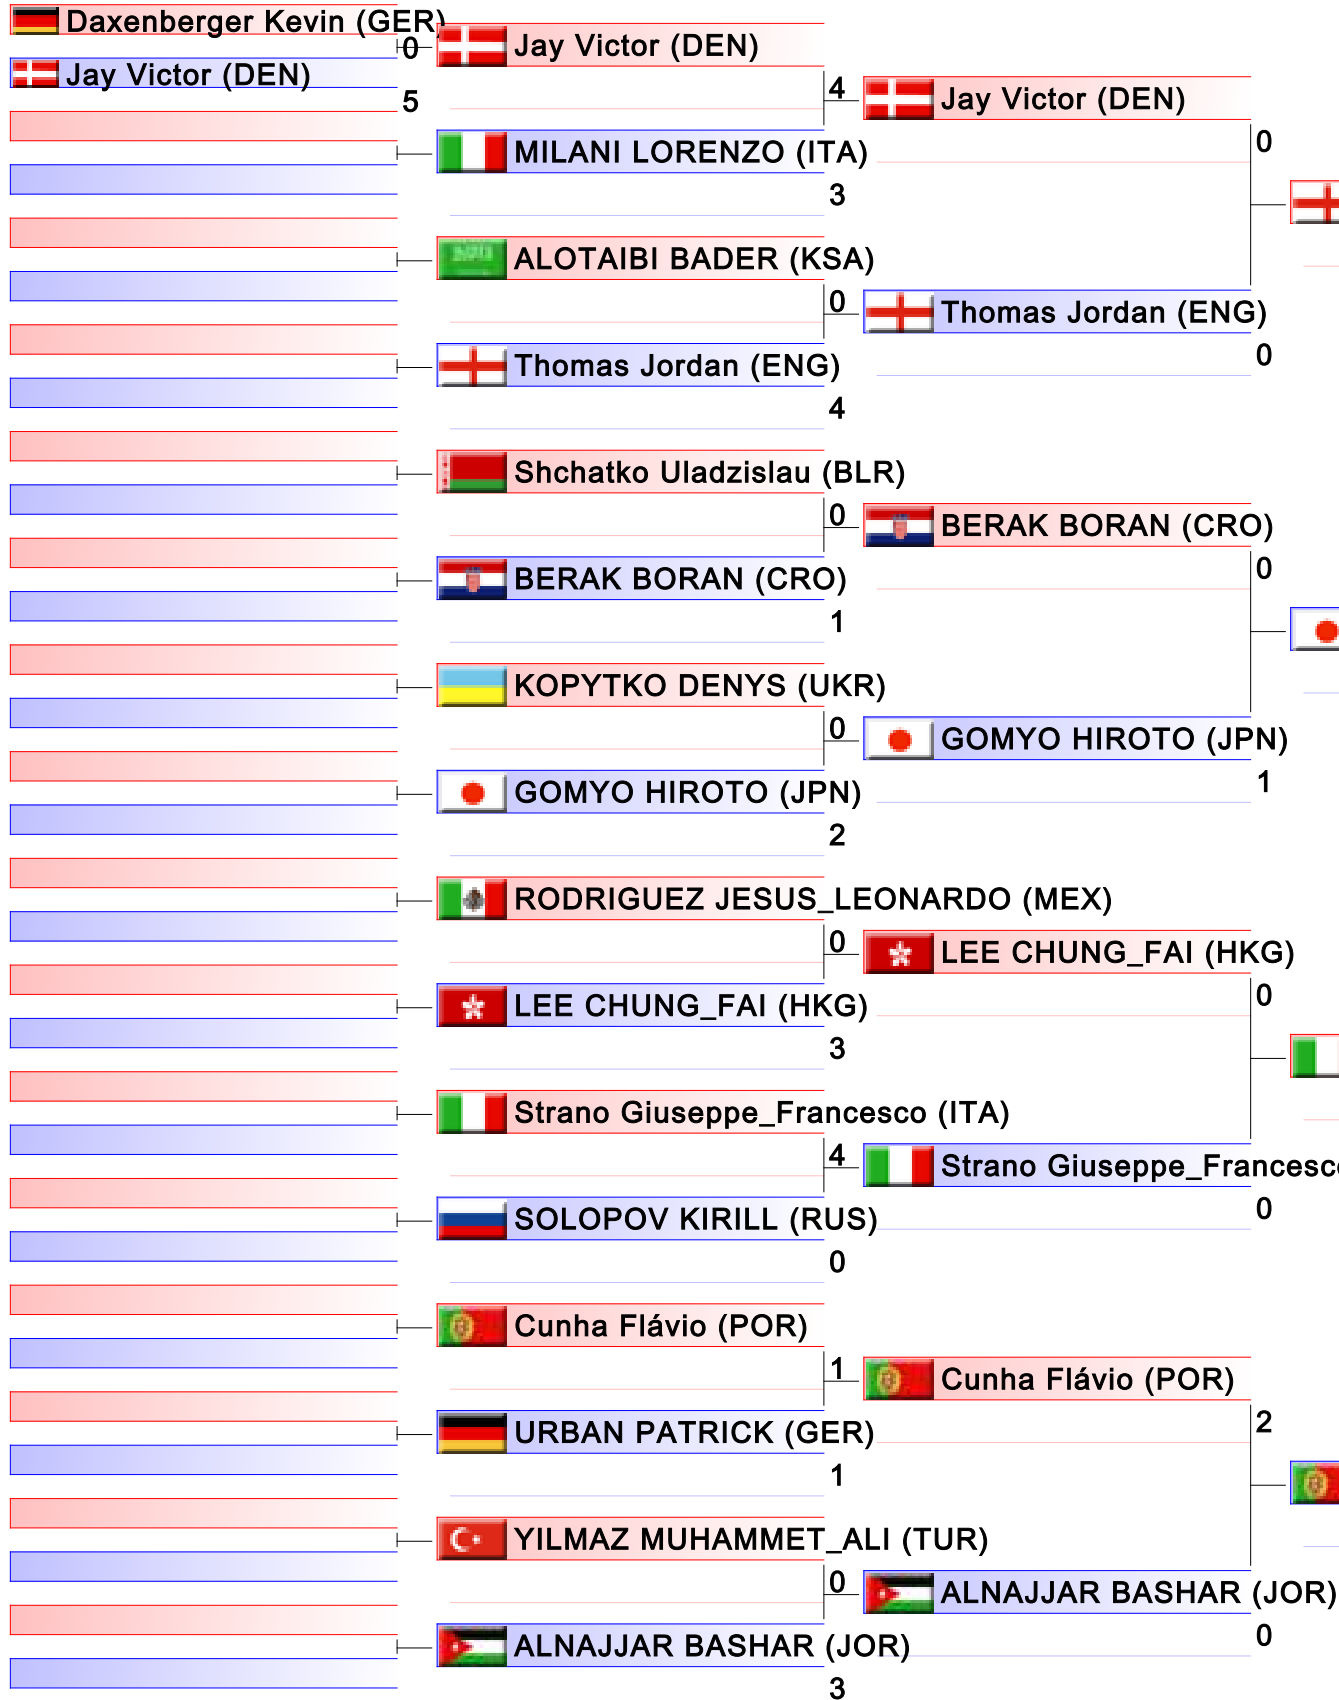 Daxenberger Kevin (GER)
0
Jay Victor (DEN)
5
Jay Victor (DEN)
4
MILANI LORENZO (ITA)
3
ALOTAIBI BADER (KSA)
0
Thomas Jordan (ENG)
4
Shchatko Uladzislau (BLR)
0
BERAK BORAN (CRO)
1
KOPYTKO DENYS (UKR)
0
GOMYO HIROTO (JPN)
2
RODRIGUEZ JESUS_LEONARDO (MEX)
0
LEE CHUNG_FAI (HKG)
3
Strano Giuseppe_Francesco (ITA)
4
SOLOPOV KIRILL (RUS)
0
Cunha Flávio (POR)
1
URBAN PATRICK (GER)
1
YILMAZ MUHAMMET_ALI (TUR)
0
ALNAJJAR BASHAR (JOR)
3
Jay Victor (DEN)
0
Thomas Jordan (ENG)
0
BERAK BORAN (CRO)
0
GOMYO HIROTO (JPN)
1
LEE CHUNG_FAI (HKG)
0
Strano Giuseppe_Francesc
0
Cunha Flávio (POR)
2
ALNAJJAR BASHAR (JOR)
0